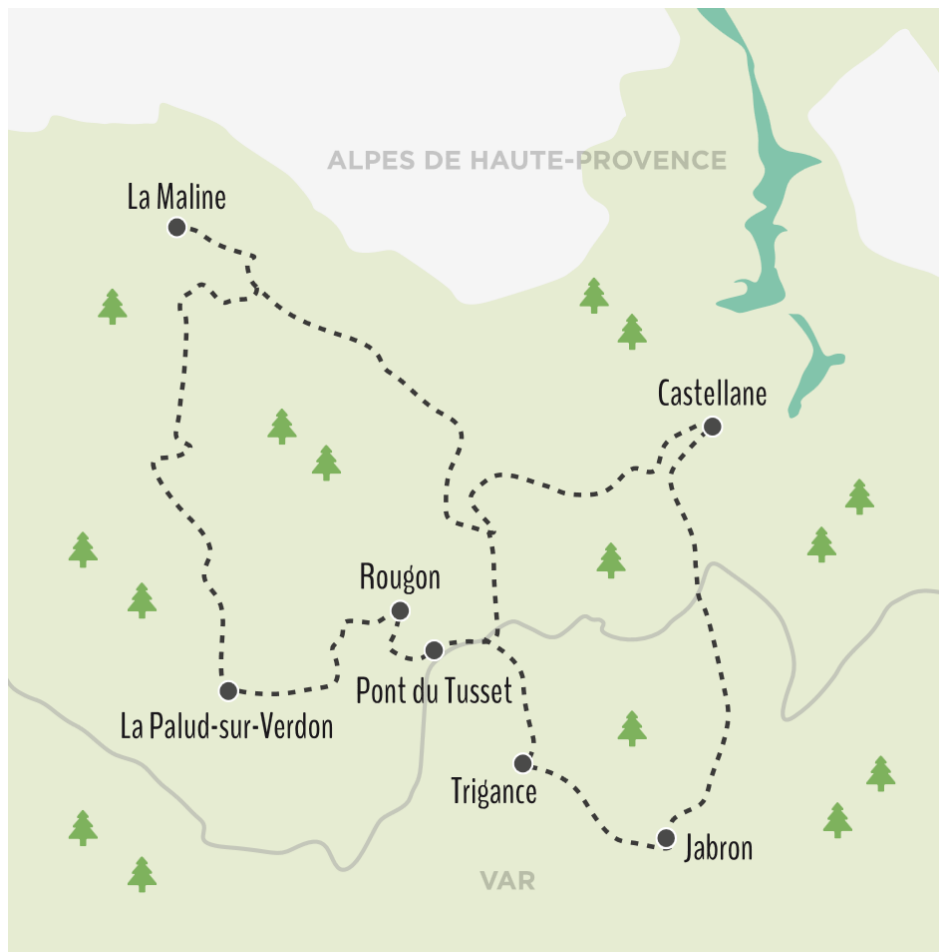 ALPES DE HAUTE-PROVENCE
La Maline
Castellane
Rougon
Pont du Tusset
La Palud-sur-Verdon
Trigance
Jabron
VAR